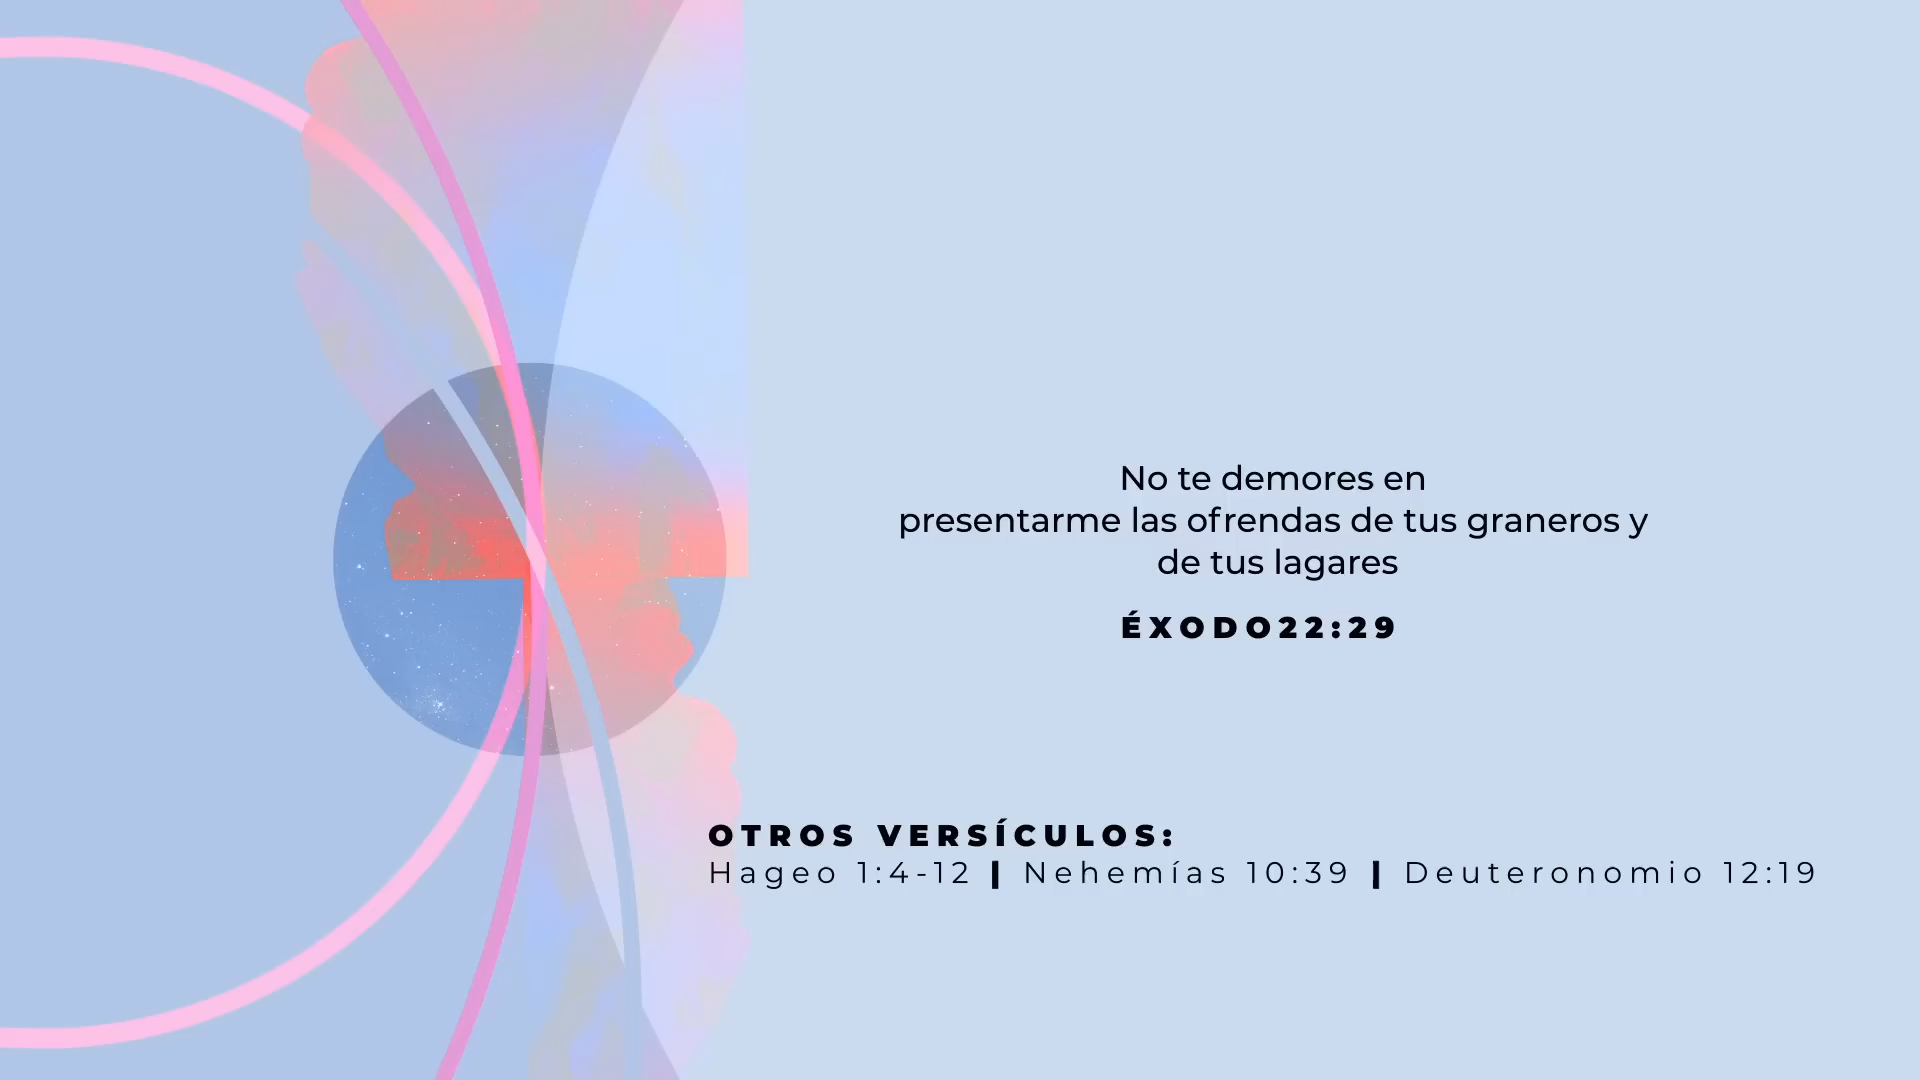 No te demores en
presentarme las ofrendas de tus graneros y
de tus lagares
ÉXODO22:29
OTROS VERSÍCULOS:
Hageo 1:4-12 | Nehemías 10:39 | Deuteronomio 12:19